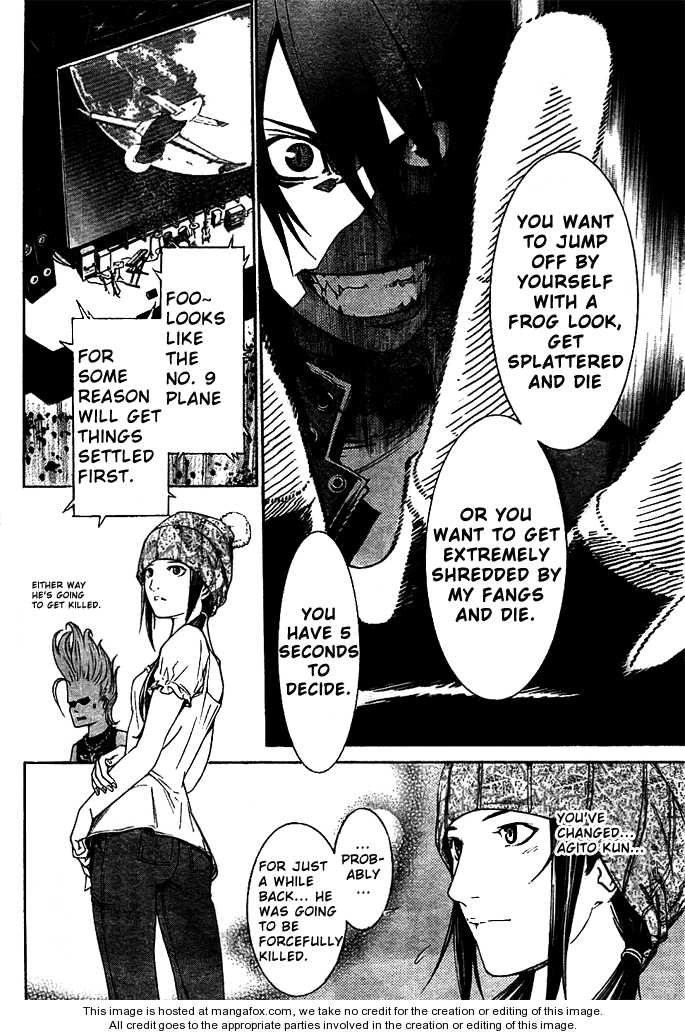 YOU WANT
TO JUMP
OFF BY
YOURSELF
WITH A
FROG LOOK,
GET
SPLATTERED
AND DIE
OR YOU
WANT TO GET
EXTREMELY
SHREDDED BY
MY FANGS
AND DIE.
YOU
HAVE 5
SECONDS
TO
DECIDE.
FOO~
LOOKS
LIKE
THE
NO. 9
PLANE
FOR
SOME
REASON
WILL GET
THINGS
SETTLED
FIRST.
EITHER WAY
HE'S GOING
TO GET KILLED.
YOU'VE
CHANGED...
AGITO KUN...
...
PROB-
ABLY
...
FOR JUST
A WHILE
BACK... HE
WAS GOING
TO BE
FORCEFULLY
KILLED.
This image is hosted at mangafox.com, we take no credit for the creation or editing of this image.
All credit goes to the appropriate parties involved in the creation or editing of this image.